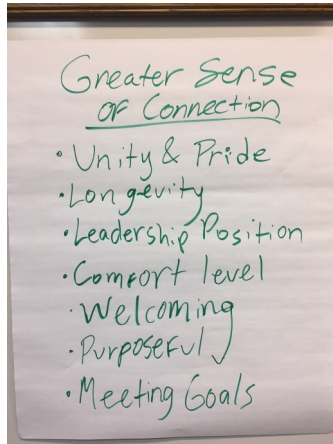 Greater Sense
of Connection
• Unity & Pride
• Longevity
• Leadership Position
• Comfort level
• Welcoming
• Purposeful
• Meeting Goals